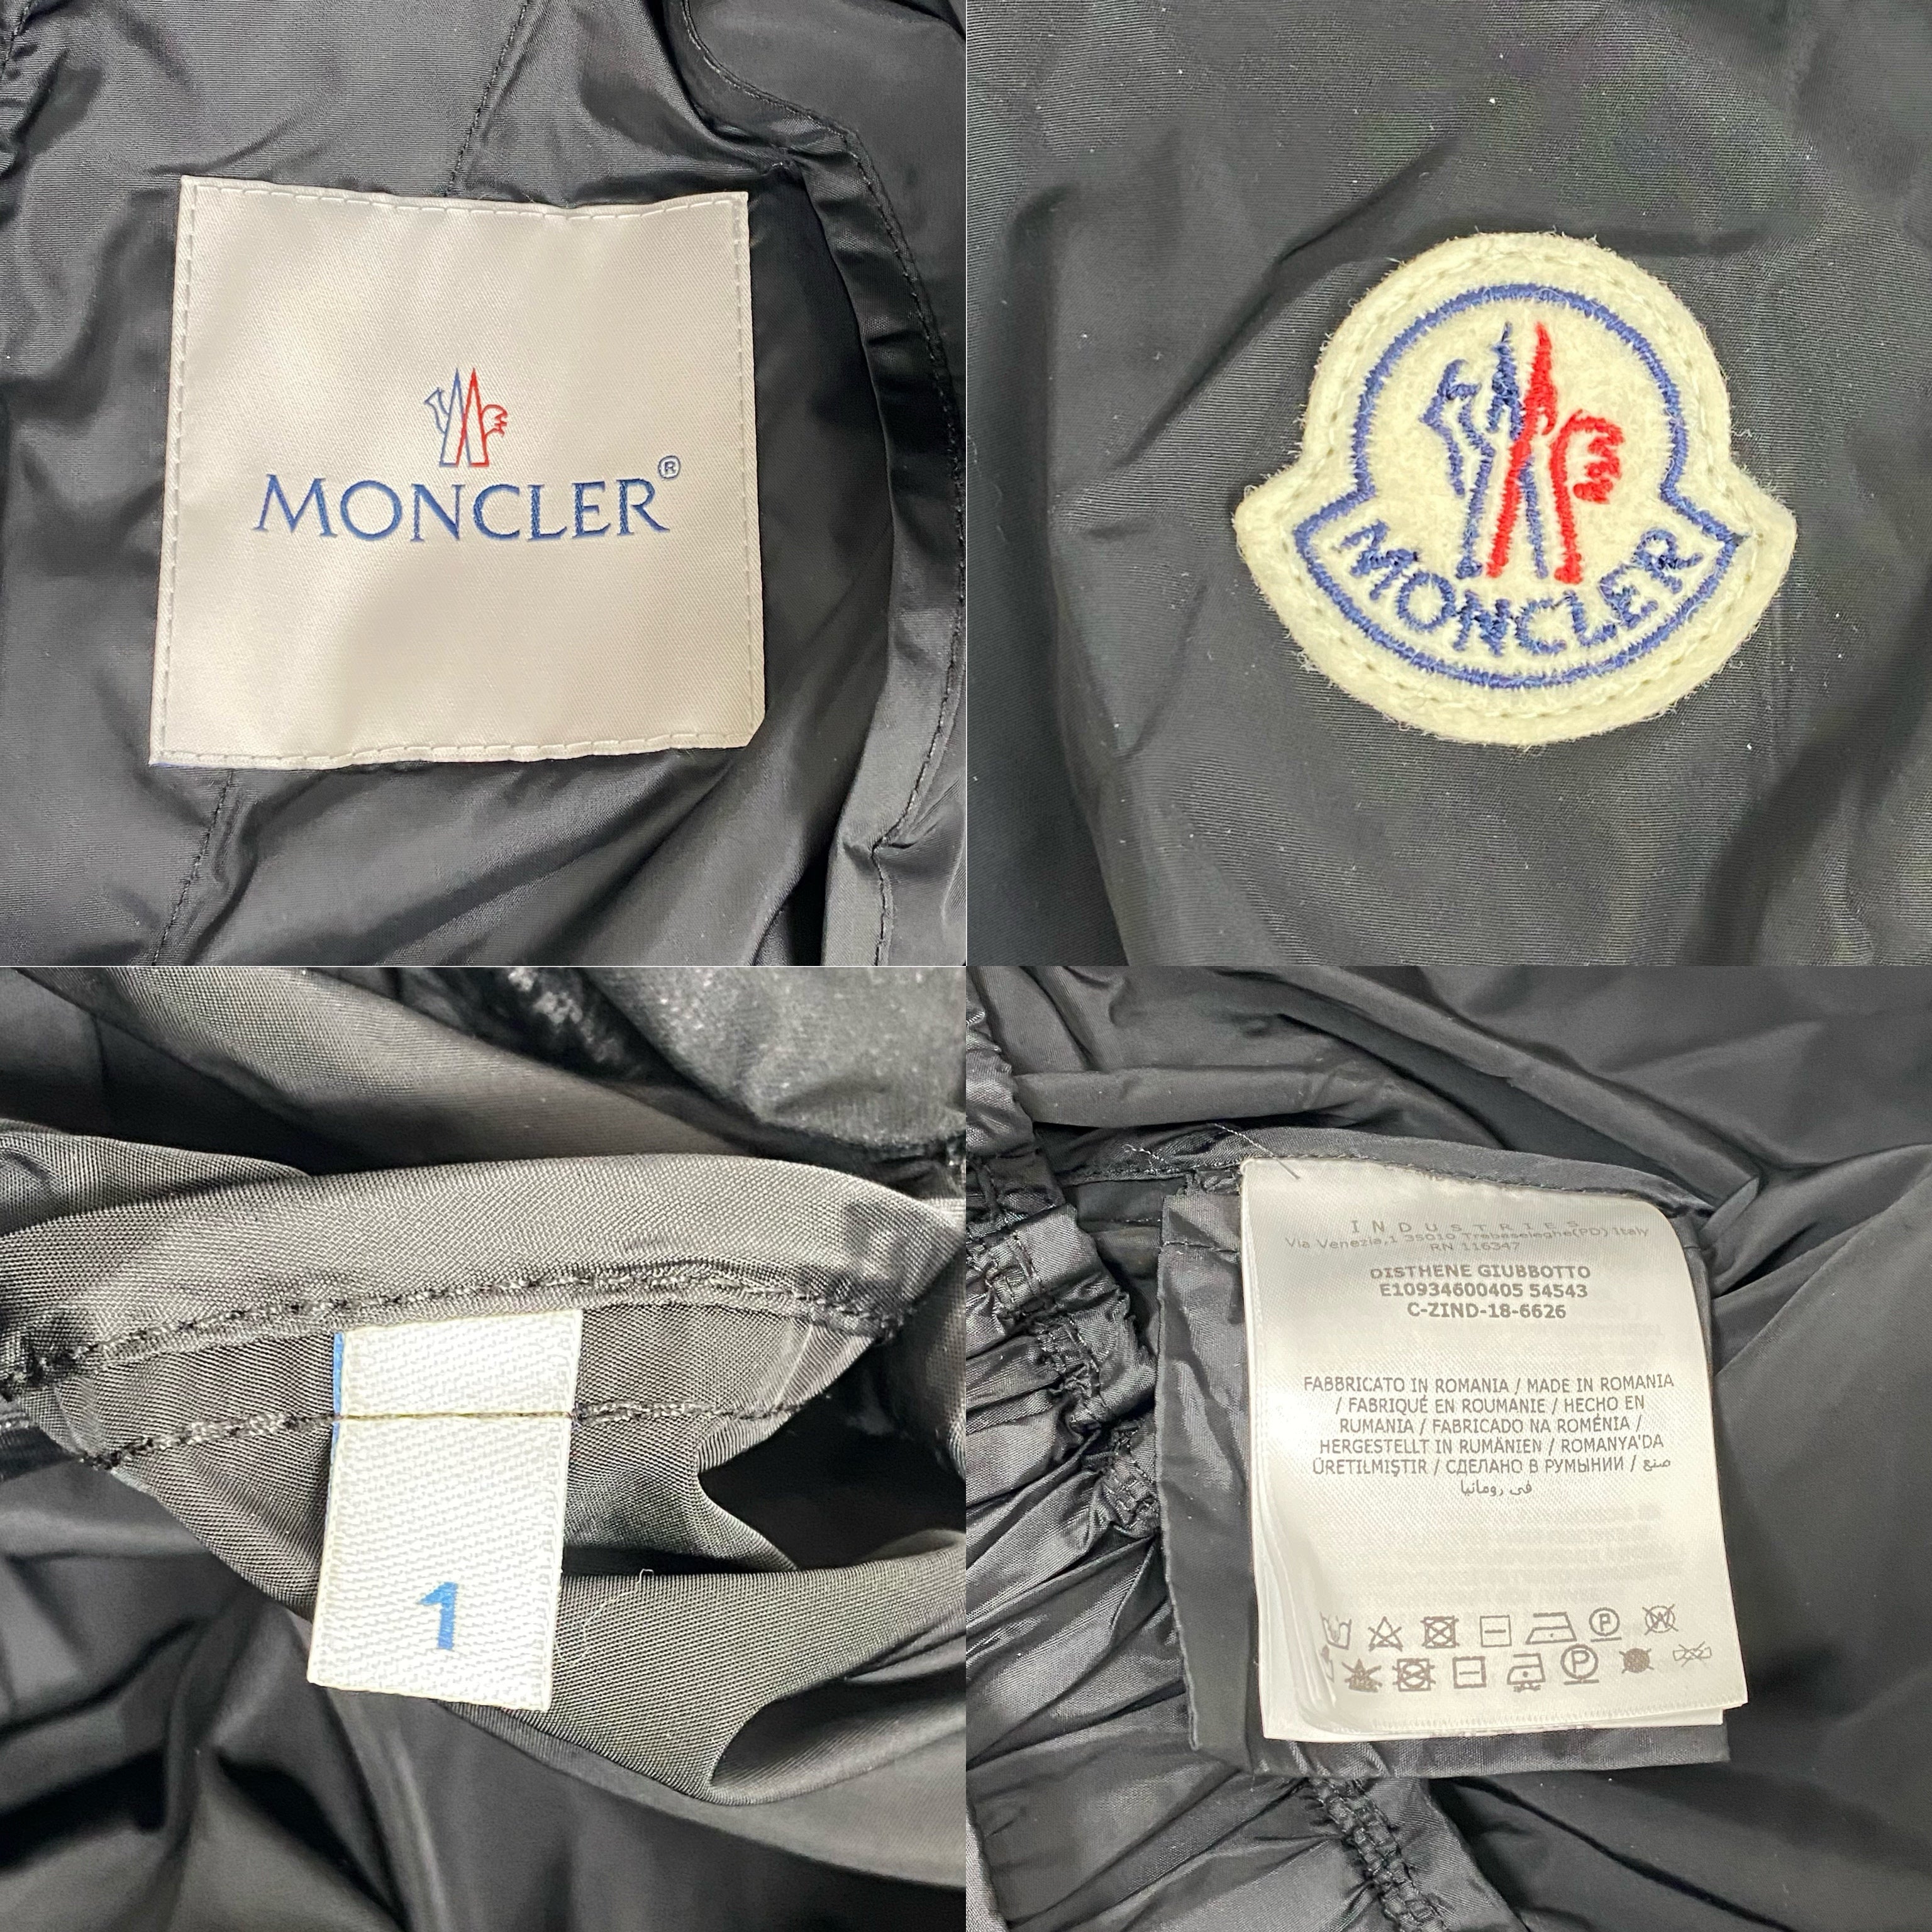 MONCLER®
MONCLER
1
INDUSTRIES
Via Venezia,1 35010 Trebaseleghe(PD) Italy
RN 116347
DISTHENE GIUBBOTTO
E10934600405 54543
C-ZIND-18-6626
FABBRICATO IN ROMANIA / MADE IN ROMANIA
/ FABRIQUÉ EN ROUMANIE / HECHO EN
RUMANIA / FABRICADO NA ROMÉNIA /
HERGESTELLT IN RUMÄNIEN / ROMANYA'DA
ÜRETILMIŞTIR / СДЕЛАНО В РУМЫНИИ / صنع
في رومانيا
P W
P